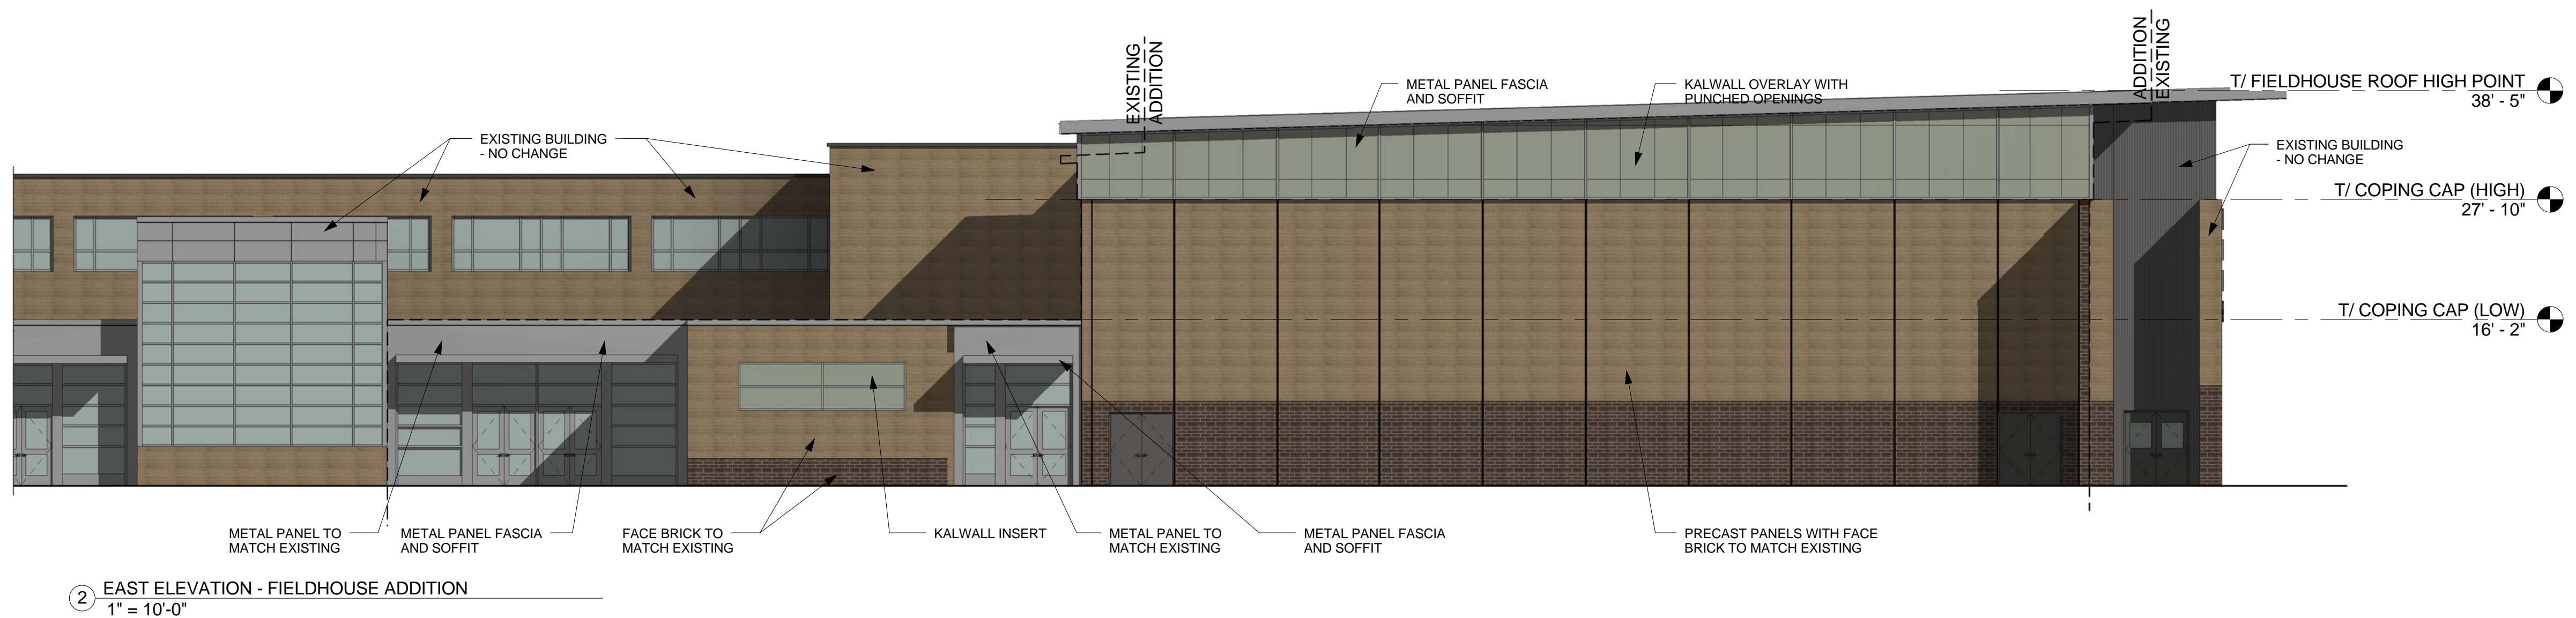 EXISTING
ADDITION
METAL PANEL FASCIA
AND SOFFIT
KALWALL OVERLAY WITH
PUNCHED OPENINGS
ADDITION
EXISTING
T/ FIELDHOUSE ROOF HIGH POINT
38' - 5"
EXISTING BUILDING
- NO CHANGE
EXISTING BUILDING
- NO CHANGE
T/ COPING CAP (HIGH)
27' - 10"
T/ COPING CAP (LOW)
16' - 2"
METAL PANEL TO
MATCH EXISTING
METAL PANEL FASCIA
AND SOFFIT
FACE BRICK TO
MATCH EXISTING
KALWALL INSERT
METAL PANEL TO
MATCH EXISTING
METAL PANEL FASCIA
AND SOFFIT
PRECAST PANELS WITH FACE
BRICK TO MATCH EXISTING
2
EAST ELEVATION - FIELDHOUSE ADDITION
1" = 10'-0"